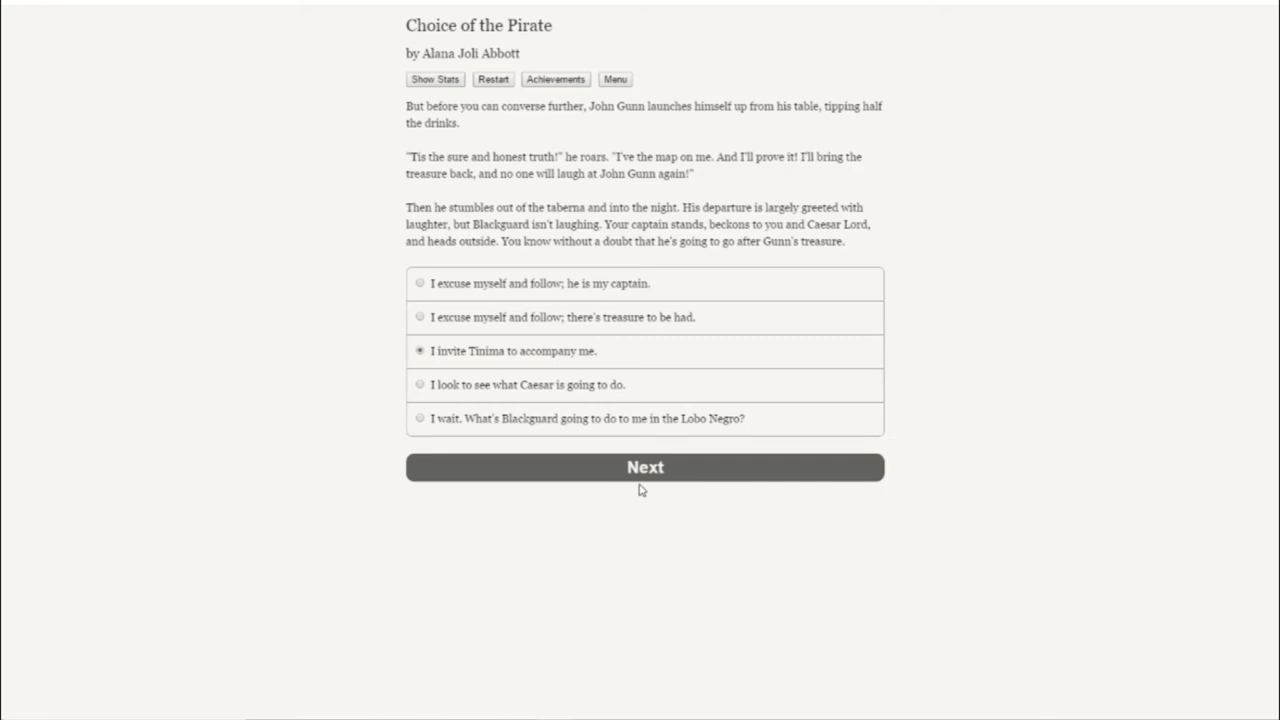 Choice of the Pirate
by Alana Joli Abbott
Show Stats Restart Achievements Menu
But before you can converse further, John Gunn launches himself up from his table, tipping half
the drinks.
"Tis the sure and honest truth!" he roars. "I've the map on me. And I'll prove it! I'll bring the
treasure back, and no one will laugh at John Gunn again!"
Then he stumbles out of the taberna and into the night. His departure is largely greeted with
laughter, but Blackguard isn't laughing. Your captain stands, beckons to you and Caesar Lord,
and heads outside. You know without a doubt that he's going to go after Gunn's treasure.
I excuse myself and follow; he is my captain.
I excuse myself and follow; there's treasure to be had.
I invite Tinima to accompany me.
I look to see what Caesar is going to do.
I wait. What's Blackguard going to do to me in the Lobo Negro?
Next